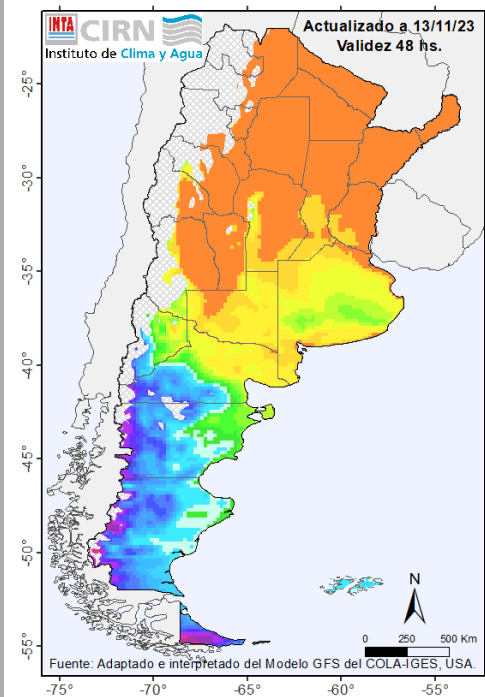 INTA CIRN
Instituto de Clima y Agua
Actualizado a 13/11/23
Validez 48 hs.
-25°
-30°
-35°
-40°
-45°
-50°
-55°
N
0 250 500 Km
Fuente: Adaptado e interpretado del Modelo GFS del COLA-IGES, USA.
-75° -70° -65° -60° -55°